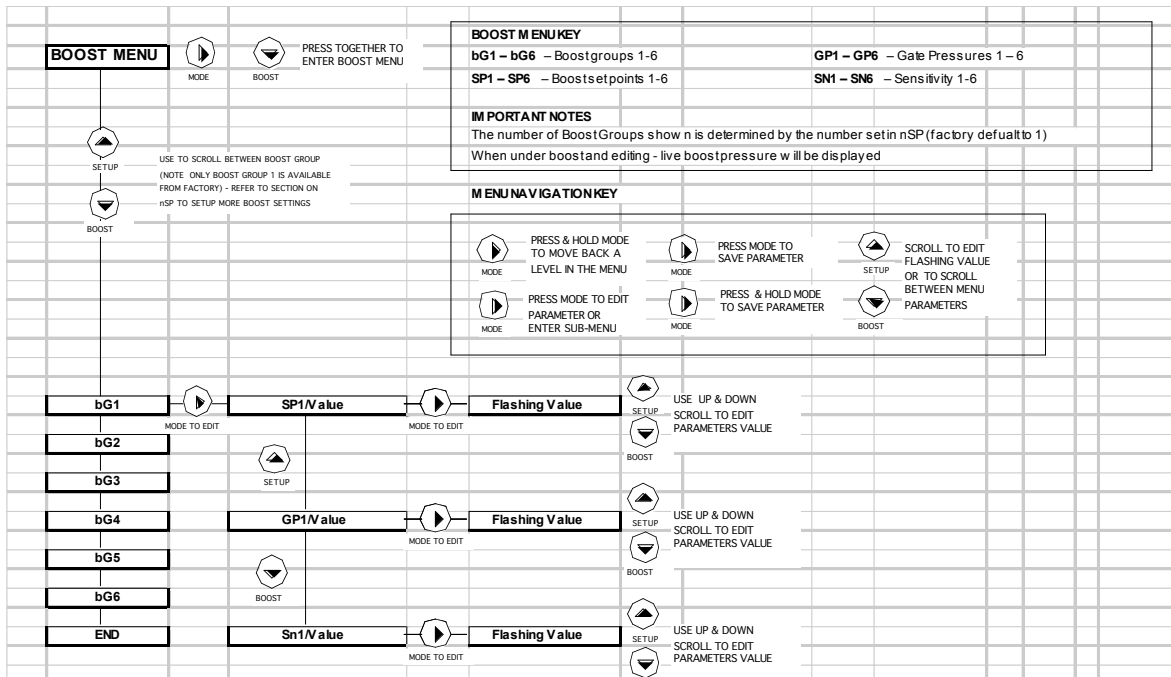 BOOST MENU
MODE
BOOST
PRESS TOGETHER TO
ENTER BOOST MENU
BOOST MENU KEY
bG1 – bG6 – Boost groups 1-6
GP1 – GP6 – Gate Pressures 1 – 6
SP1 – SP6 – Boost set points 1-6
SN1 – SN6 – Sensitivity 1-6
IMPORTANT NOTES
The number of Boost Groups show n is determined by the number set in nSP (factory defualt to 1)
When under boost and editing - live boost pressure w ill be displayed
SETUP
BOOST
USE TO SCROLL BETWEEN BOOST GROUP
(NOTE ONLY BOOST GROUP 1 IS AVAILABLE
FROM FACTORY) - REFER TO SECTION ON
nSP TO SETUP MORE BOOST SETTINGS
MENU NAVIGATION KEY
MODE
PRESS & HOLD MODE
TO MOVE BACK A
LEVEL IN THE MENU
MODE
PRESS MODE TO
SAVE PARAMETER
SETUP
SCROLL TO EDIT
FLASHING VALUE
OR TO SCROLL
BETWEEN MENU
PARAMETERS
MODE
PRESS MODE TO EDIT
PARAMETER OR
ENTER SUB-MENU
MODE
PRESS & HOLD MODE
TO SAVE PARAMETER
BOOST
bG1
MODE TO EDIT
SP1/Value
MODE TO EDIT
Flashing Value
SETUP
BOOST
USE UP & DOWN
SCROLL TO EDIT
PARAMETERS VALUE
bG2
bG3
SETUP
bG4
GP1/Value
MODE TO EDIT
Flashing Value
SETUP
BOOST
USE UP & DOWN
SCROLL TO EDIT
PARAMETERS VALUE
bG5
BOOST
bG6
END
Sn1/Value
MODE TO EDIT
Flashing Value
SETUP
USE UP & DOWN
SCROLL TO EDIT
PARAMETERS VALUE